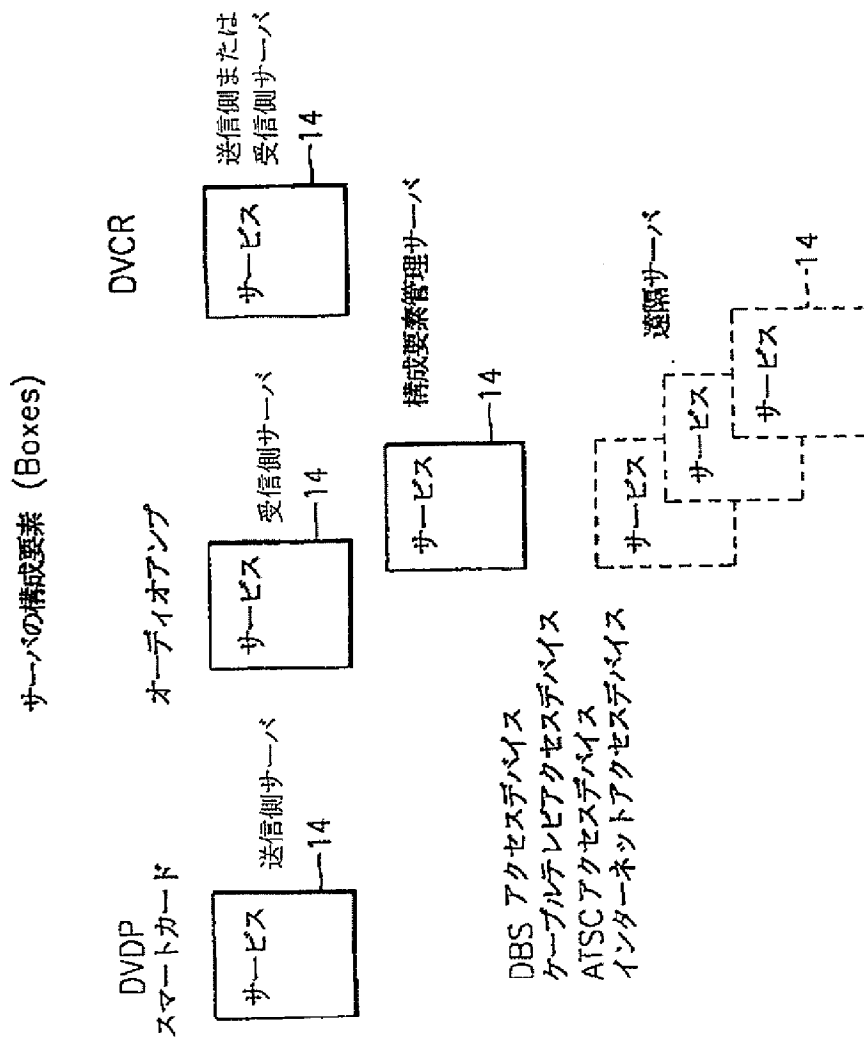 サーバの構成要素 (Boxes)
DVDP
スマートカード
サービス
送信側サーバ
14
オーディオアンプ
サービス
受信側サーバ
14
DVCR
サービス
送信側または
受信側サーバ
14
サービス
構成要素管理サーバ
14
DBS アクセスデバイス
ケーブルテレビアクセスデバイス
ATSCアクセスデバイス
インターネットアクセスデバイス
サービス
サービス
サービス
遠隔サーバ
14